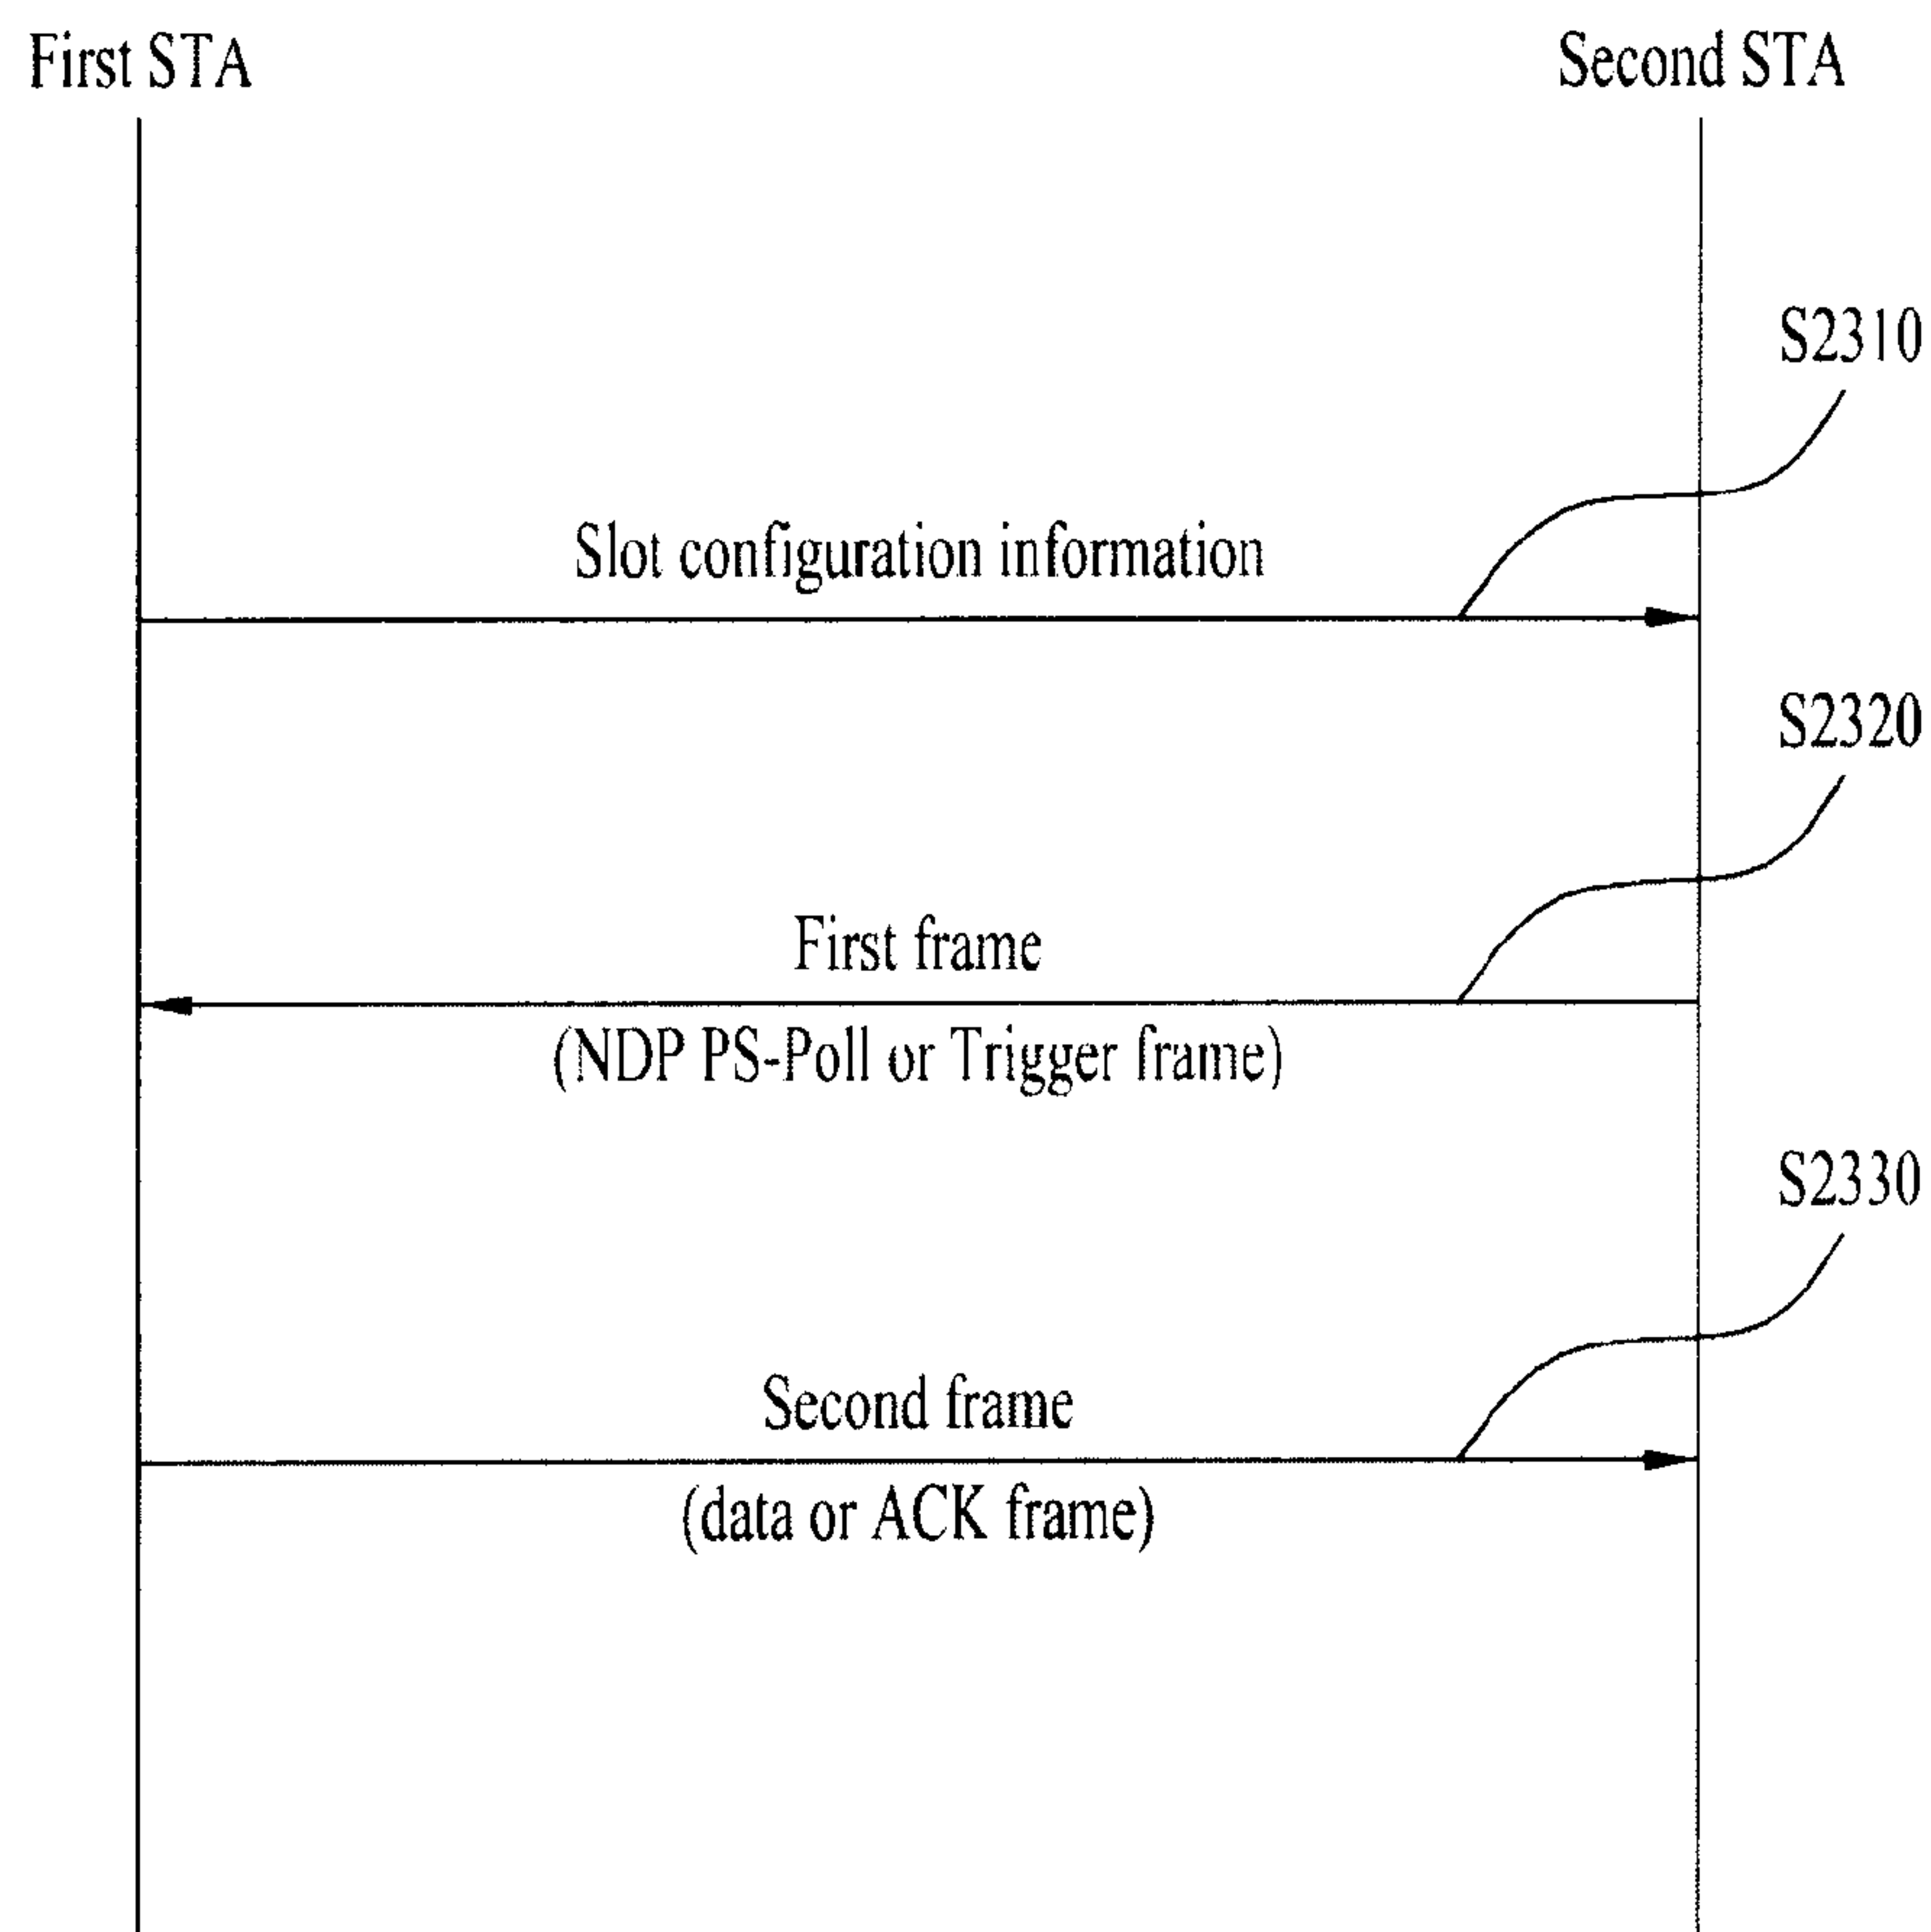 First STA
Second STA
S2310
Slot configuration information
S2320
First frame
(NDP PS-Poll or Trigger frame)
S2330
Second frame
(data or ACK frame)